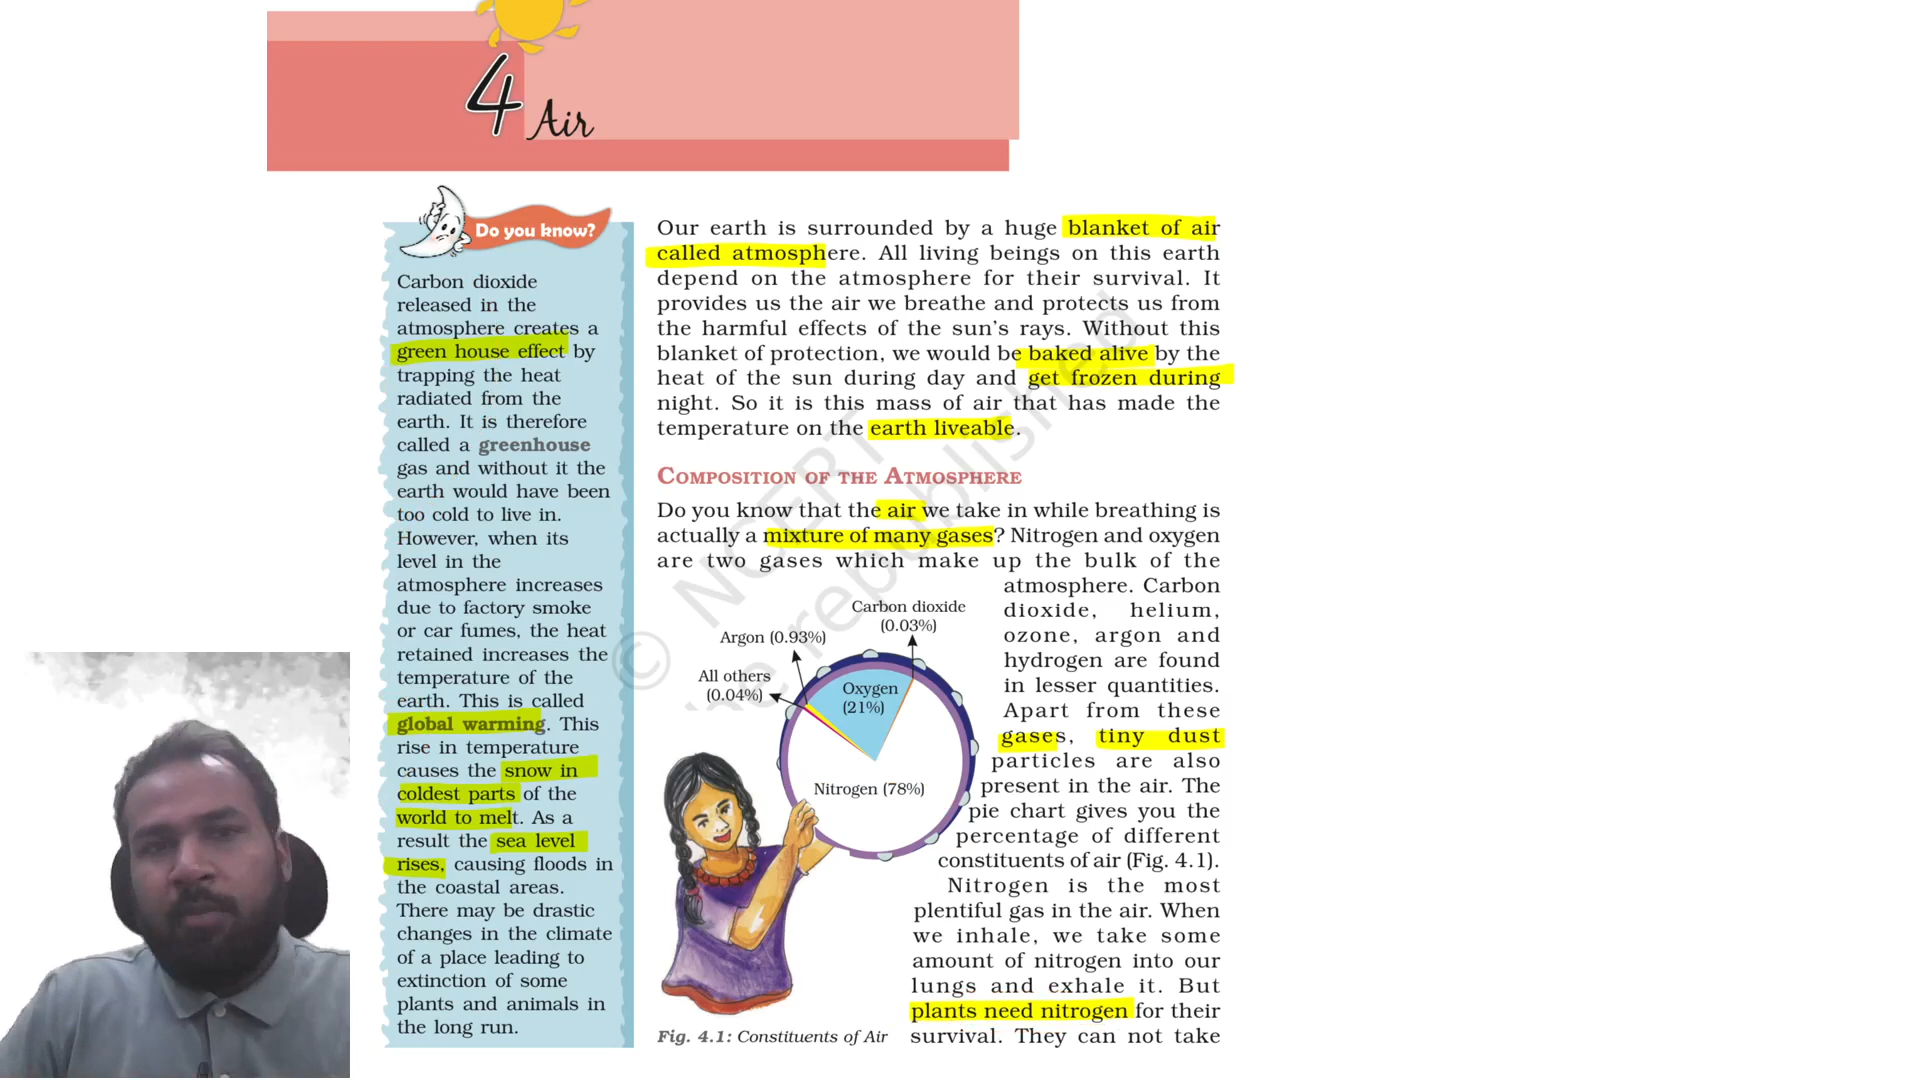 4 Air
Do you know?
Carbon dioxide
released in the
atmosphere creates a
green house effect by
trapping the heat
radiated from the
earth. It is therefore
called a greenhouse
gas and without it the
earth would have been
too cold to live in.
However, when its
level in the
atmosphere increases
due to factory smoke
or car fumes, the heat
retained increases the
temperature of the
earth. This is called
global warming. This
rise in temperature
causes the snow in
coldest parts of the
world to melt. As a
result the sea level
rises, causing floods in
the coastal areas.
There may be drastic
changes in the climate
of a place leading to
extinction of some
plants and animals in
the long run.
Our earth is surrounded by a huge blanket of air
called atmosphere. All living beings on this earth
depend on the atmosphere for their survival. It
provides us the air we breathe and protects us from
the harmful effects of the sun's rays. Without this
blanket of protection, we would be baked alive by the
heat of the sun during day and get frozen during
night. So it is this mass of air that has made the
temperature on the earth liveable.
COMPOSITION OF THE ATMOSPHERE
Do you know that the air we take in while breathing is
actually a mixture of many gases? Nitrogen and oxygen
are two gases which make up the bulk of the
atmosphere. Carbon
dioxide, helium,
ozone, argon and
hydrogen are found
in lesser quantities.
Apart from these
gases, tiny dust
particles are also
present in the air. The
pie chart gives you the
percentage of different
constituents of air (Fig. 4.1).
Nitrogen is the most
plentiful gas in the air. When
we inhale, we take some
amount of nitrogen into our
lungs and exhale it. But
plants need nitrogen for their
survival. They can not take
Carbon dioxide
(0.03%)
Argon (0.93%)
All others
(0.04%)
Oxygen
(21%)
Nitrogen (78%)
Fig. 4.1: Constituents of Air
© NCERT
be republished